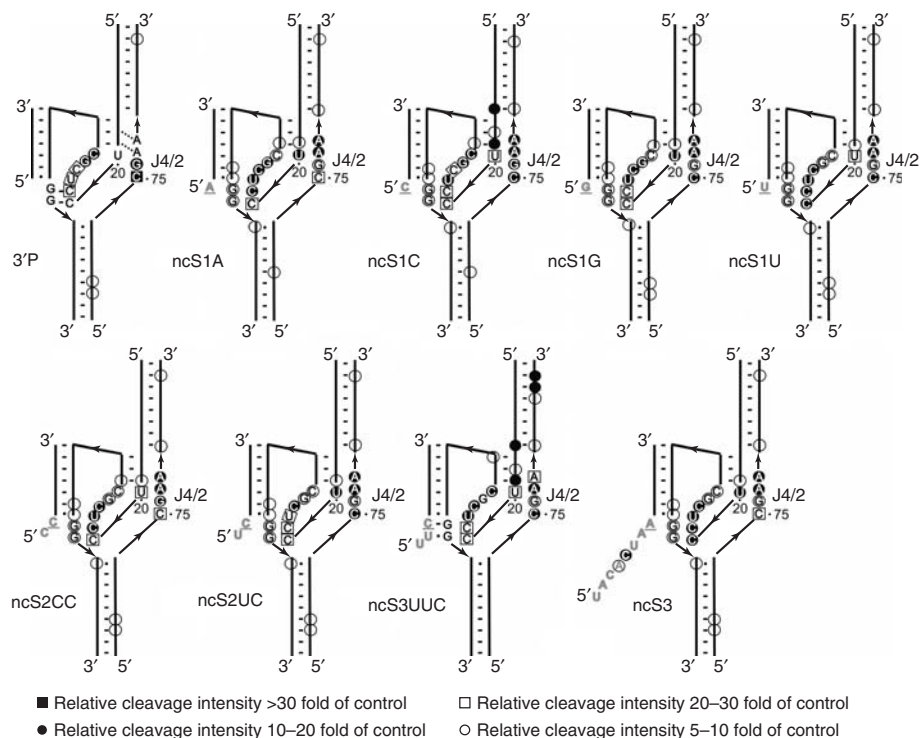 5′ 3′ 5′ 3′ 5′ 3′ 5′ 3′ 5′ 3′
3′ 3′ 3′ 3′ 3′
J4/2 J4/2 J4/2 J4/2 J4/2
20 · 75 20 · 75 20 · 75 20 · 75 20 · 75
5′ 5′ A 5′ C 5′ G 5′ U
3′P ncS1A ncS1C ncS1G ncS1U
3′ 5′ 3′ 5′ 3′ 5′ 3′ 5′ 3′ 5′
5′ 3′ 5′ 3′ 5′ 3′ 5′ 3′
3′ 3′ 3′ 3′
J4/2 J4/2 J4/2 J4/2
20 · 75 20 · 75 20 · 75 20 · 75
5′ C C 5′ U C 5′ U U C 5′ U A C A C U A A
ncS2CC ncS2UC ncS3UUC ncS3
3′ 5′ 3′ 5′ 3′ 5′ 3′ 5′
Relative cleavage intensity >30 fold of control
Relative cleavage intensity 20–30 fold of control
Relative cleavage intensity 10–20 fold of control
Relative cleavage intensity 5–10 fold of control